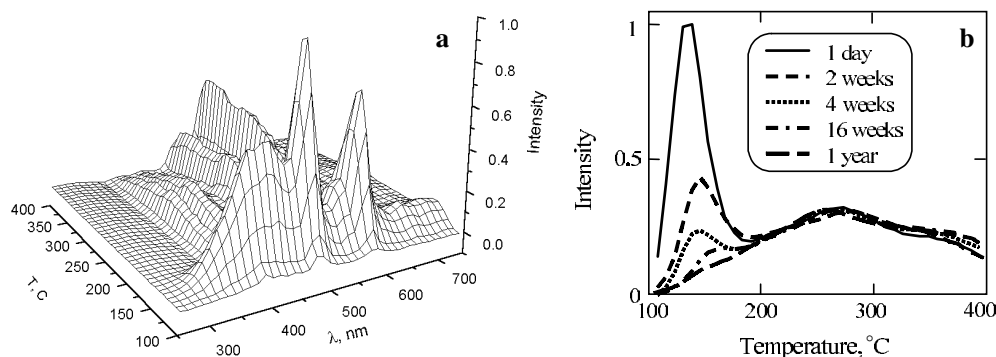 a
1.0
0.8
0.6
0.4
0.2
0.0
Intensity
400
350
300
250
200
150
100
T, C
300
400
500
600
700
λ, nm
b
1
0.5
0
Intensity
1 day
2 weeks
4 weeks
16 weeks
1 year
100
200
300
400
Temperature, °C